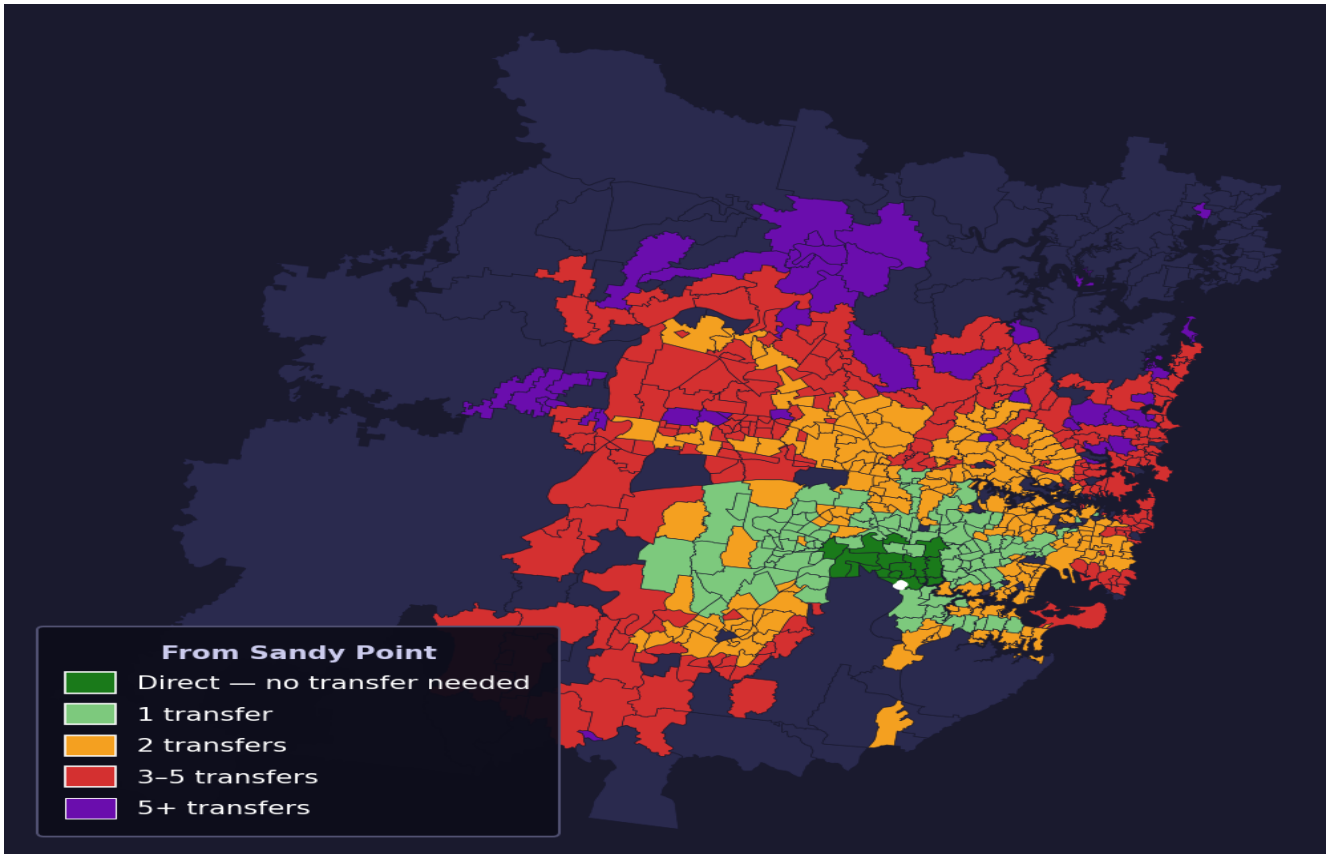 From Sandy Point
Direct — no transfer needed
1 transfer
2 transfers
3–5 transfers
5+ transfers